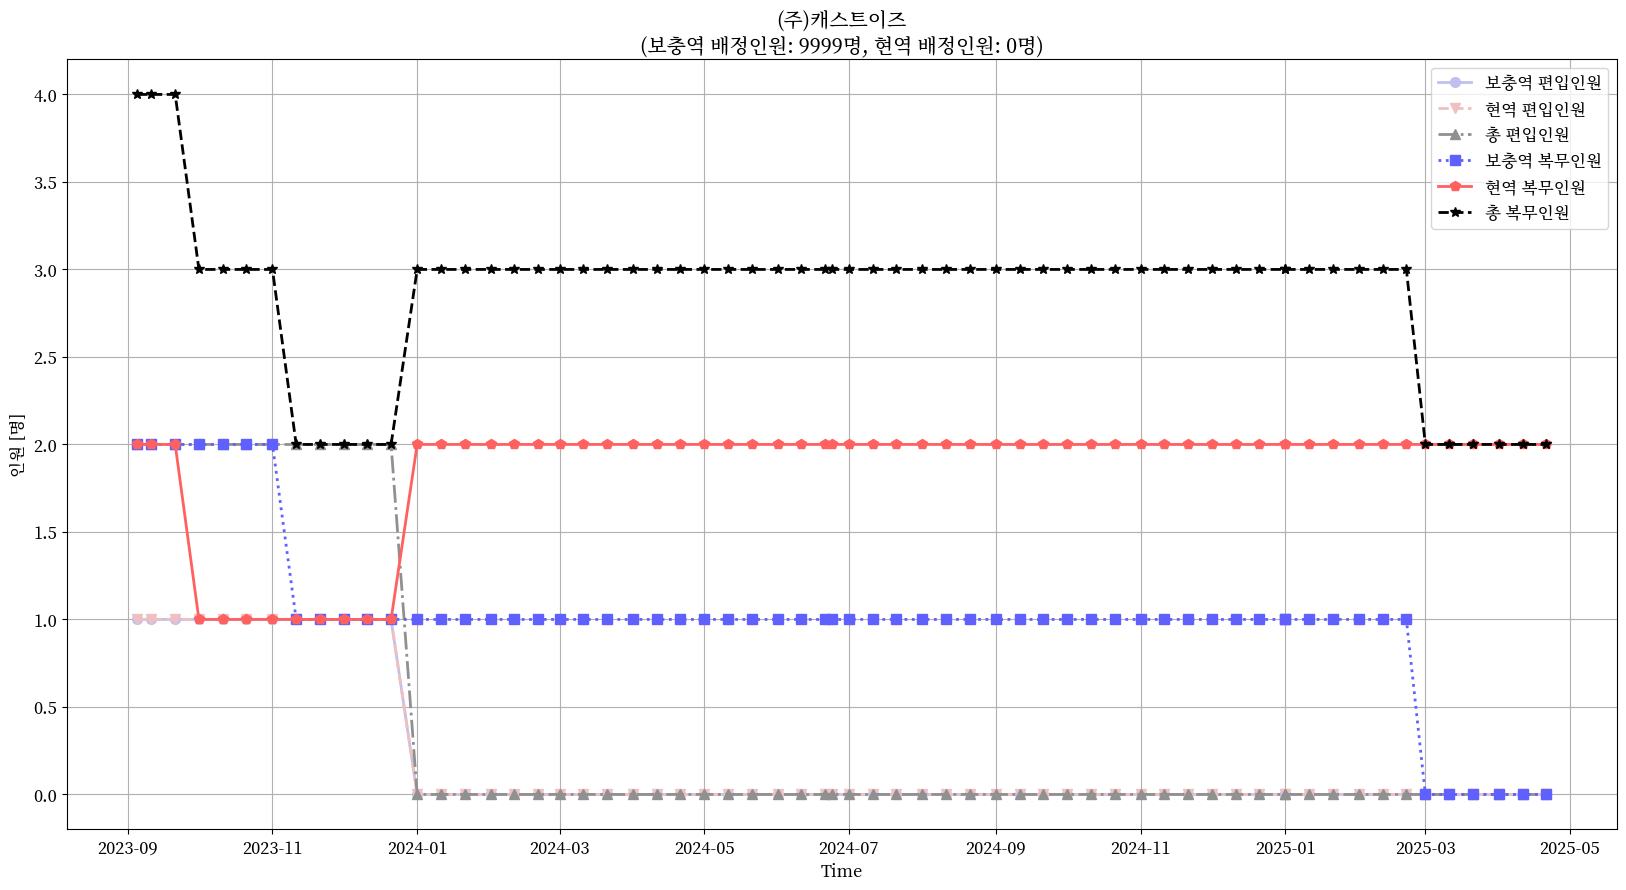 (주)캐스트이즈
(보충역 배정인원: 9999명, 현역 배정인원: 0명)
보충역 편입인원
현역 편입인원
총 편입인원
보충역 복무인원
현역 복무인원
총 복무인원
인원 [명]
4.0
3.5
3.0
2.5
2.0
1.5
1.0
0.5
0.0
2023-09 2023-11 2024-01 2024-03 2024-05 2024-07 2024-09 2024-11 2025-01 2025-03 2025-05
Time